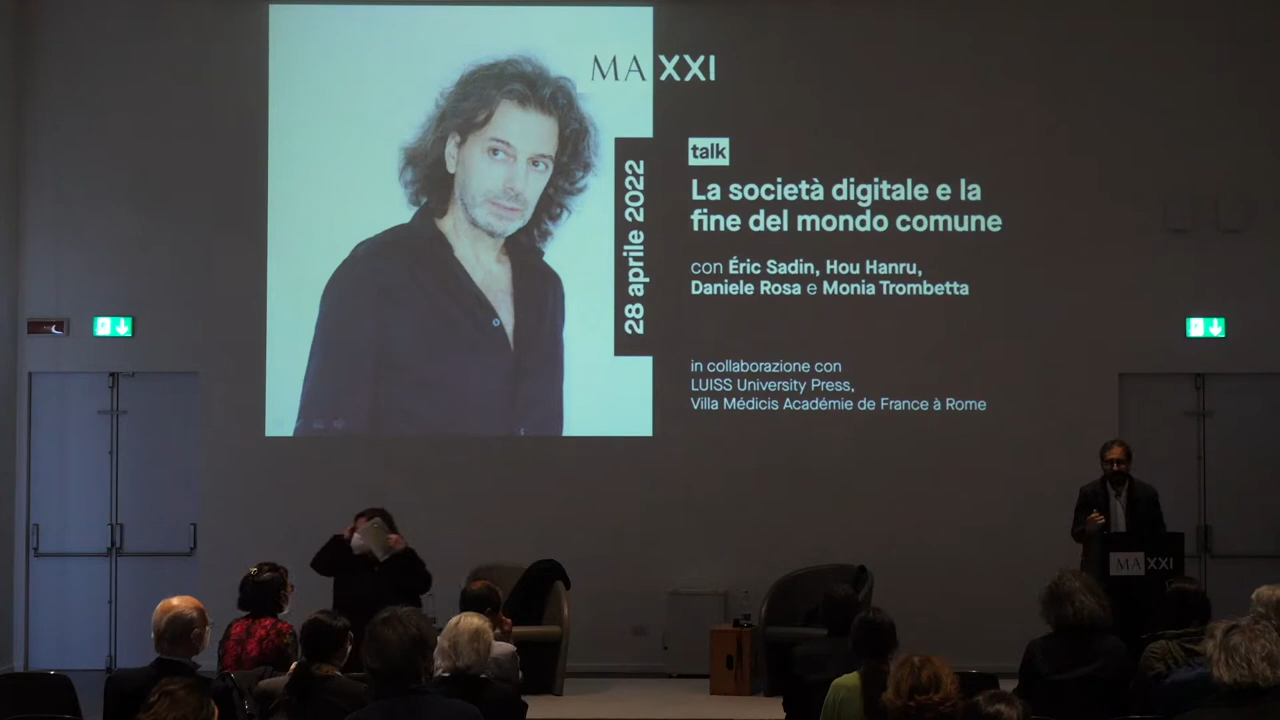 MAXXI
28 aprile 2022
talk
La società digitale e la
fine del mondo comune
con Éric Sadin, Hou Hanru,
Daniele Rosa e Monia Trombetta
in collaborazione con
LUISS University Press,
Villa Médicis Académie de France à Rome
MAXXI